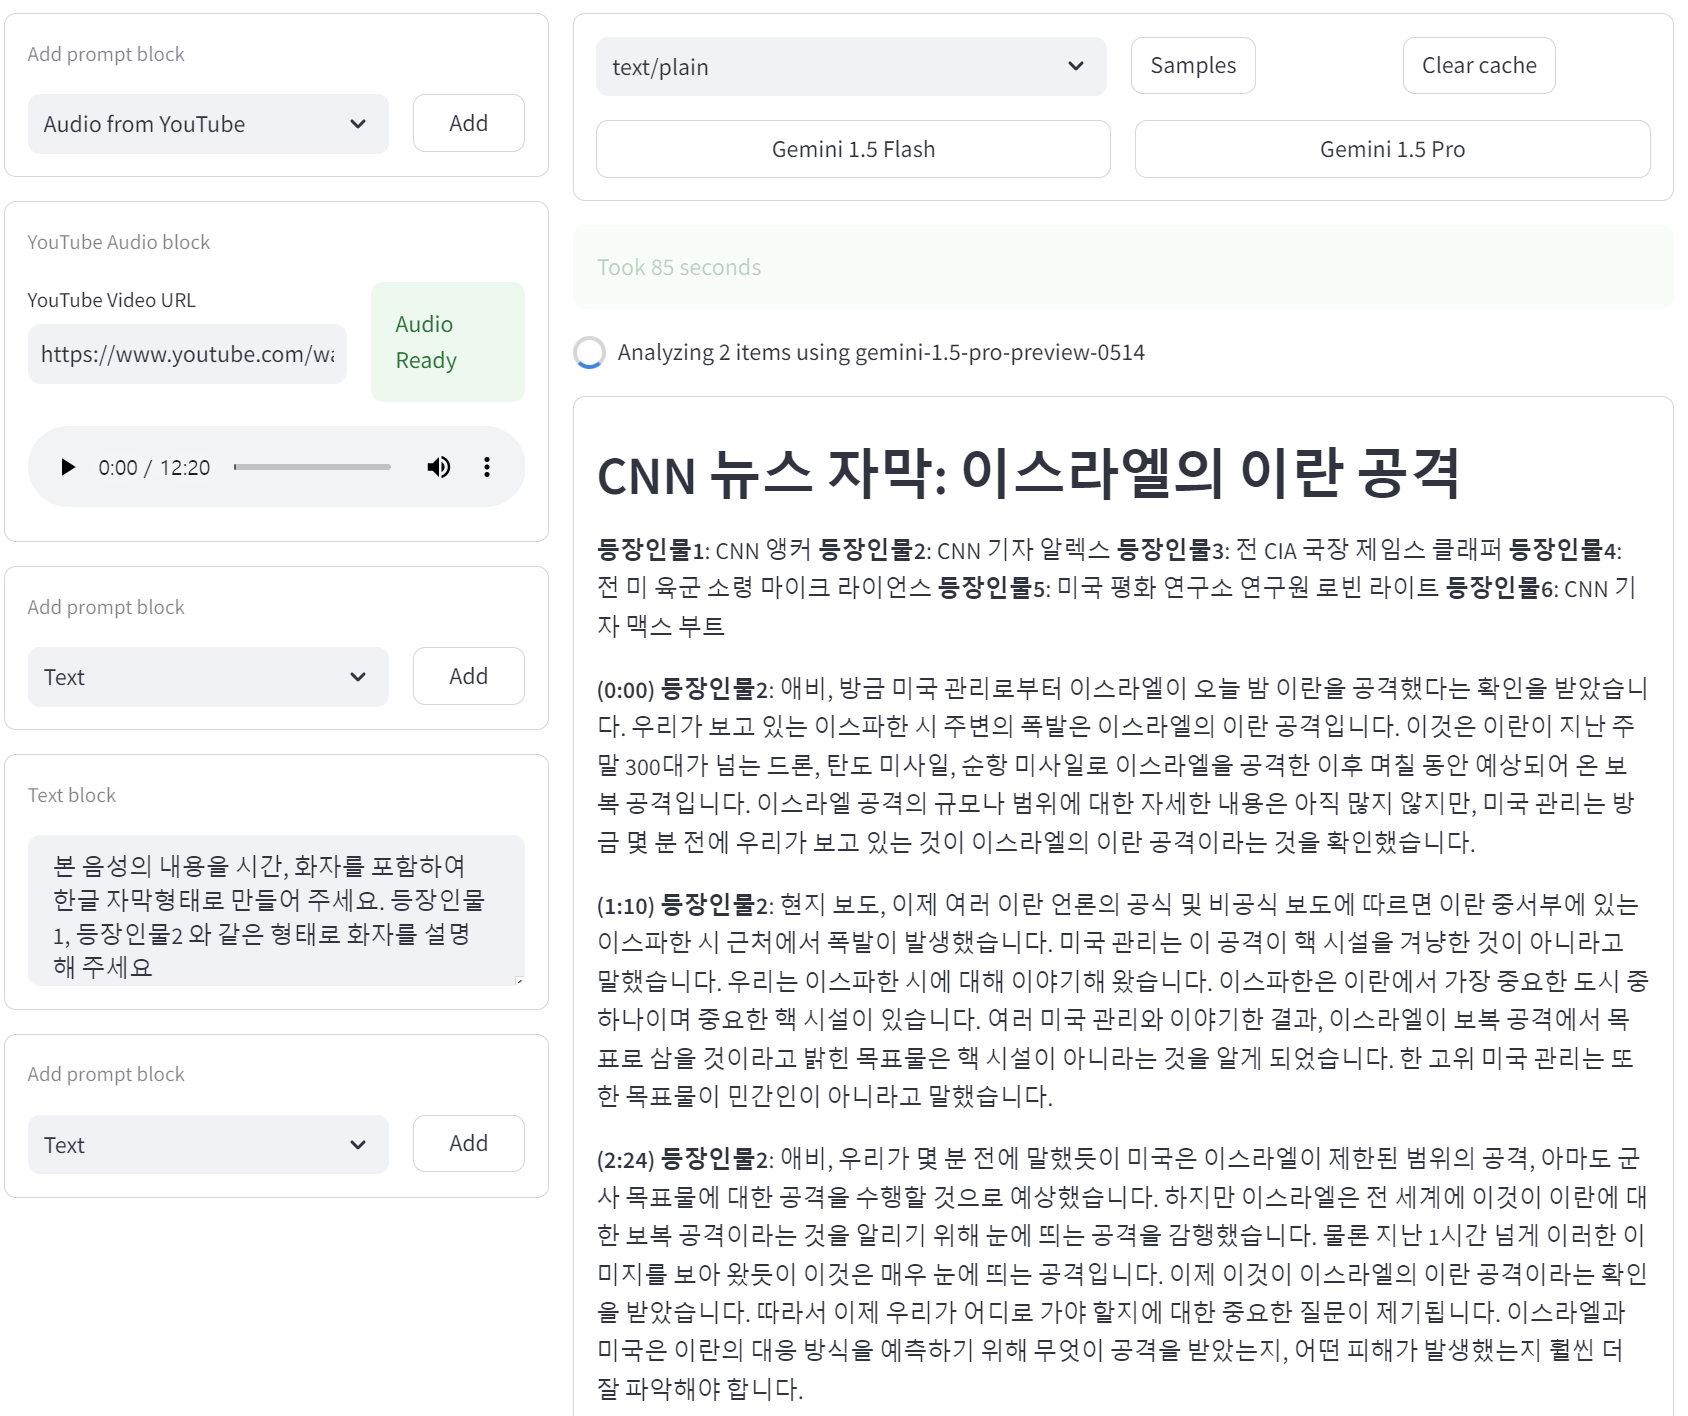 Add prompt block
Audio from YouTube
Add
YouTube Audio block
YouTube Video URL
https://www.youtube.com/wa
Audio
Ready
0:00 / 12:20
Add prompt block
Text
Add
Text block
본 음성의 내용을 시간, 화자를 포함하여
한글 자막형태로 만들어 주세요. 등장인물
1, 등장인물2 와 같은 형태로 화자를 설명
해 주세요
Add prompt block
Text
Add
text/plain
Samples
Clear cache
Gemini 1.5 Flash
Gemini 1.5 Pro
Took 85 seconds
Analyzing 2 items using gemini-1.5-pro-preview-0514
CNN 뉴스 자막: 이스라엘의 이란 공격
등장인물1: CNN 앵커 등장인물2: CNN 기자 알렉스 등장인물3: 전 CIA 국장 제임스 클래퍼 등장인물4:
전 미 육군 소령 마이크 라이언스 등장인물5: 미국 평화 연구소 연구원 로빈 라이트 등장인물6: CNN 기
자 맥스 부트
(0:00) 등장인물2: 애비, 방금 미국 관리로부터 이스라엘이 오늘 밤 이란을 공격했다는 확인을 받았습니
다. 우리가 보고 있는 이스파한 시 주변의 폭발은 이스라엘의 이란 공격입니다. 이것은 이란이 지난 주
말 300대가 넘는 드론, 탄도 미사일, 순항 미사일로 이스라엘을 공격한 이후 며칠 동안 예상되어 온 보
복 공격입니다. 이스라엘 공격의 규모나 범위에 대한 자세한 내용은 아직 많지 않지만, 미국 관리는 방
금 몇 분 전에 우리가 보고 있는 것이 이스라엘의 이란 공격이라는 것을 확인했습니다.
(1:10) 등장인물2: 현지 보도, 이제 여러 이란 언론의 공식 및 비공식 보도에 따르면 이란 중서부에 있는
이스파한 시 근처에서 폭발이 발생했습니다. 미국 관리는 이 공격이 핵 시설을 겨냥한 것이 아니라고
말했습니다. 우리는 이스파한 시에 대해 이야기해 왔습니다. 이스파한은 이란에서 가장 중요한 도시 중
하나이며 중요한 핵 시설이 있습니다. 여러 미국 관리와 이야기한 결과, 이스라엘이 보복 공격에서 목
표로 삼을 것이라고 밝힌 목표물은 핵 시설이 아니라는 것을 알게 되었습니다. 한 고위 미국 관리는 또
한 목표물이 민간인이 아니라고 말했습니다.
(2:24) 등장인물2: 애비, 우리가 몇 분 전에 말했듯이 미국은 이스라엘이 제한된 범위의 공격, 아마도 군
사 목표물에 대한 공격을 수행할 것으로 예상했습니다. 하지만 이스라엘은 전 세계에 이것이 이란에 대
한 보복 공격이라는 것을 알리기 위해 눈에 띄는 공격을 감행했습니다. 물론 지난 1시간 넘게 이러한 이
미지를 보아 왔듯이 이것은 매우 눈에 띄는 공격입니다. 이제 이것이 이스라엘의 이란 공격이라는 확인
을 받았습니다. 따라서 이제 우리가 어디로 가야 할지에 대한 중요한 질문이 제기됩니다. 이스라엘과
미국은 이란의 대응 방식을 예측하기 위해 무엇이 공격을 받았는지, 어떤 피해가 발생했는지 훨씬 더
잘 파악해야 합니다.